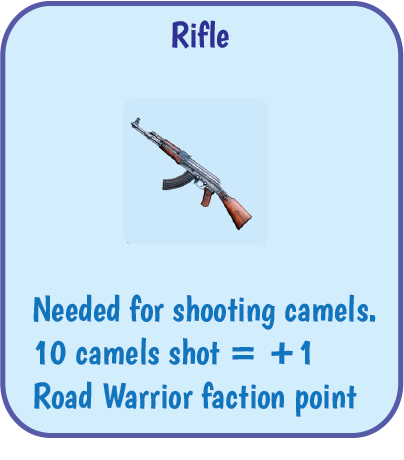 Rifle
Needed for shooting camels.
10 camels shot = +1
Road Warrior faction point